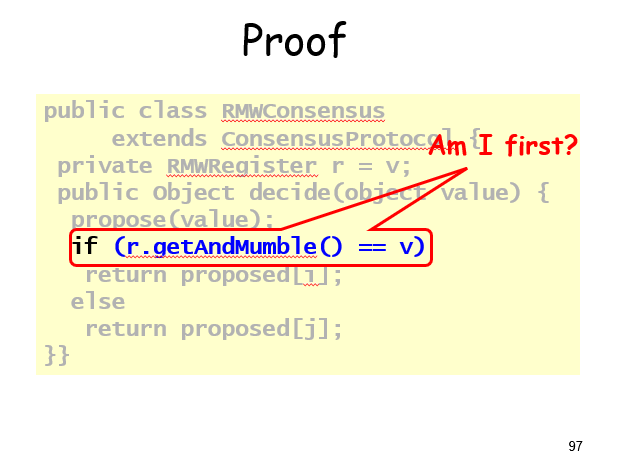 Proof
public class RMWConsensus
extends ConsensusProtocol {
Am I first?
private RMWRegister r = v;
public Object decide(object value) {
propose(value);
if (r.getAndMumble() == v)
return proposed[i];
else
return proposed[j];
}}
97